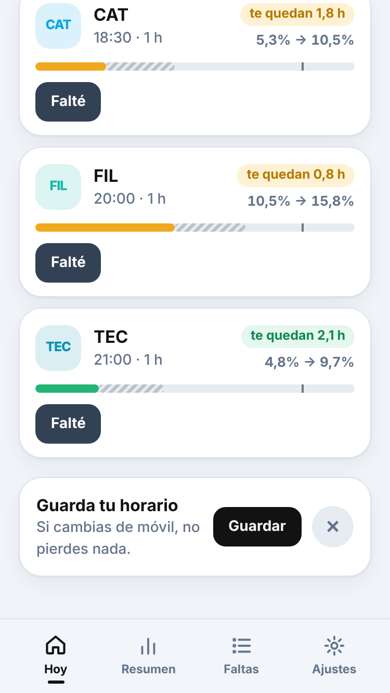 CAT
CAT
te quedan 1,8 h
18:30 · 1 h
5,3% → 10,5%
Falté
FIL
FIL
te quedan 0,8 h
20:00 · 1 h
10,5% → 15,8%
Falté
TEC
TEC
te quedan 2,1 h
21:00 · 1 h
4,8% → 9,7%
Falté
Guarda tu horario
Si cambias de móvil, no
pierdes nada.
Guardar
×
Hoy
Resumen
Faltas
Ajustes